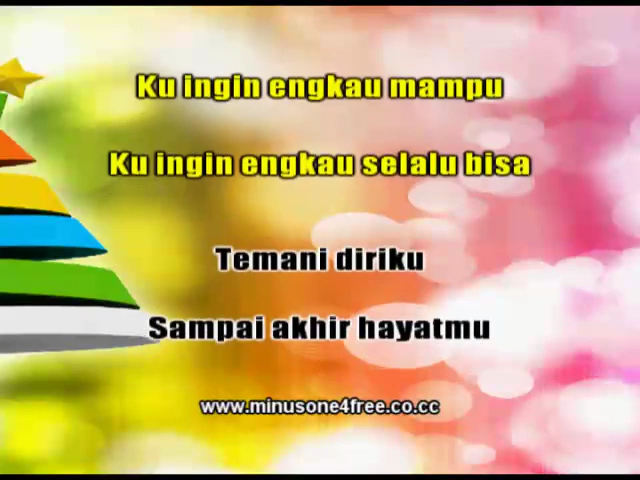 Ku ingin engkau mampu
Ku ingin engkau selalu bisa
Temani diriku
Sampai akhir hayatmu
www.minusone4free.co.cc